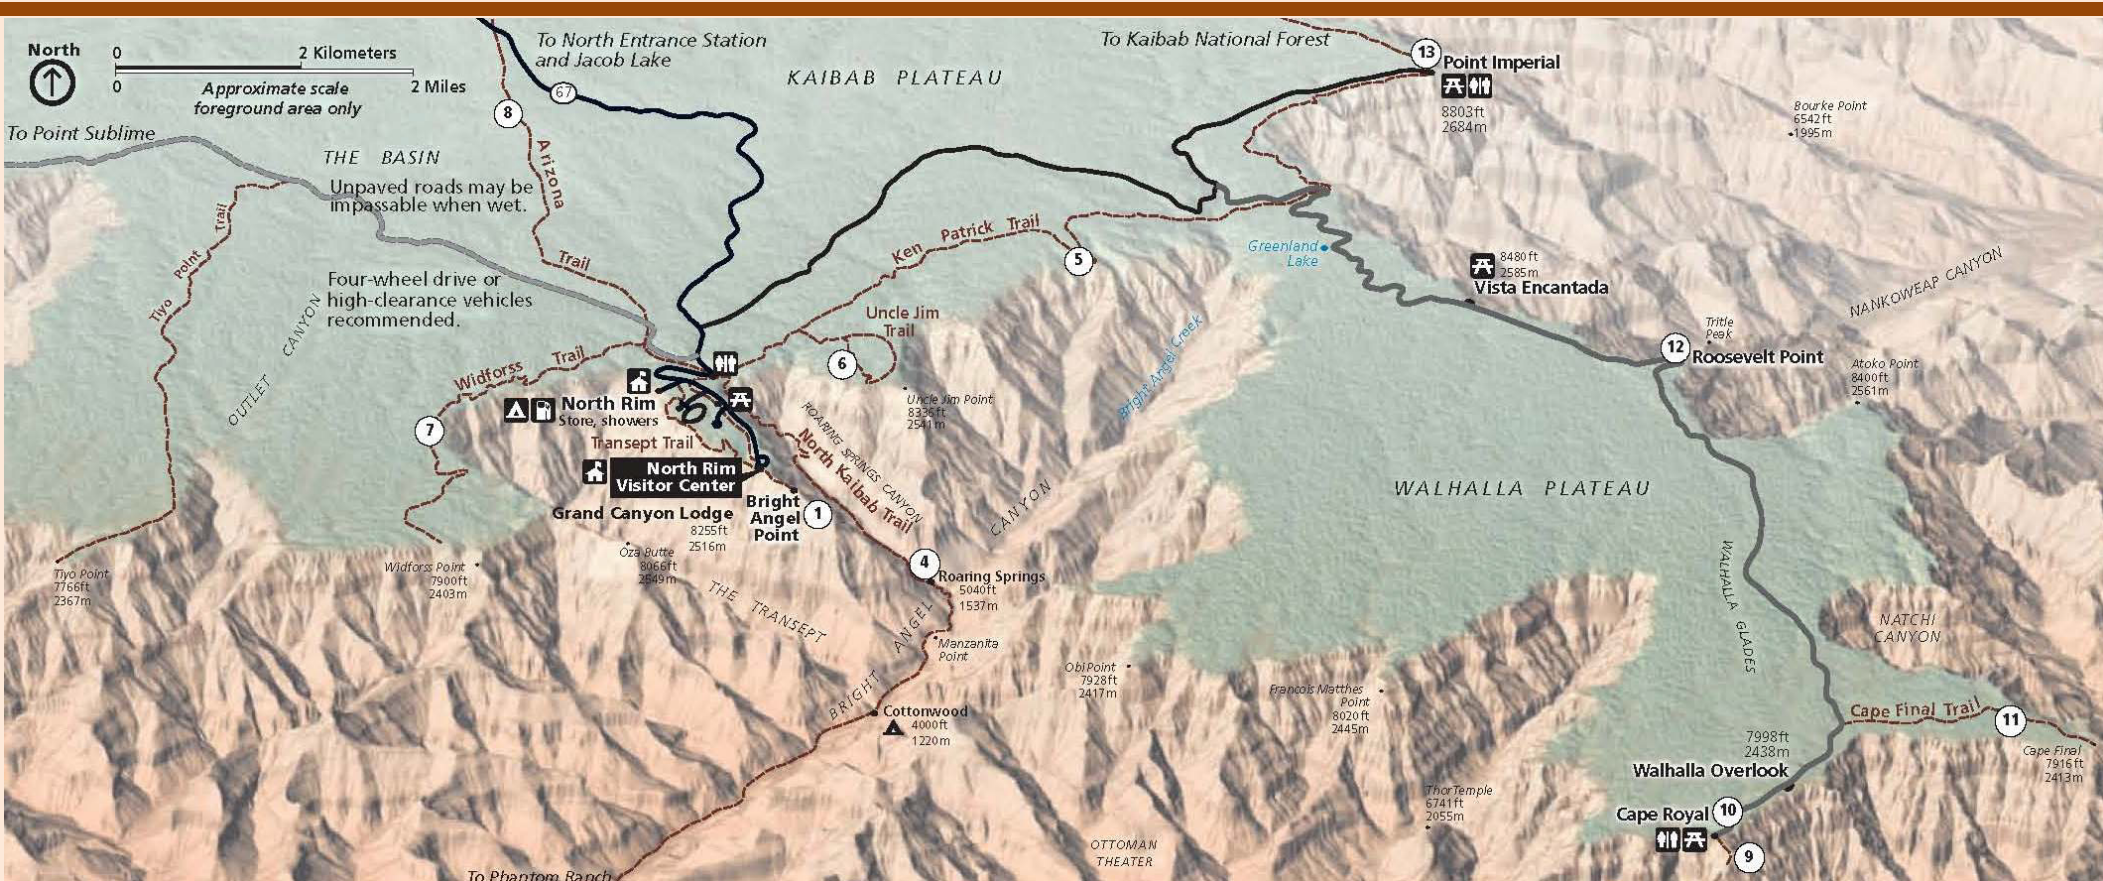 North
0
2 Kilometers
0
2 Miles
Approximate scale
foreground area only
To North Entrance Station
and Jacob Lake
67
KAIBAB PLATEAU
To Kaibab National Forest
13
Point Imperial
8803ft
2684m
Bourke Point
6542ft
1995m
To Point Sublime
8
Arizona
Trail
THE BASIN
Unpaved roads may be
impassable when wet.
Four-wheel drive or
high-clearance vehicles
recommended.
Tiyo Point Trail
OUTLET CANYON
Ken Patrick Trail
5
Uncle Jim
Trail
6
Uncle Jim Point
8336ft
2541m
Greenland
Lake
8480ft
2585m
Vista Encantada
NANKOWEAP CANYON
Tritle
Peak
12
Roosevelt Point
Atoko Point
8400ft
2561m
Bright Angel Creek
Widforss Trail
7
North Rim
Store, showers
Transept Trail
North Rim
Visitor Center
Grand Canyon Lodge
8255ft
2516m
Bright
Angel
Point
1
ROARING SPRINGS CANYON
North Kaibab Trail
WALHALLA PLATEAU
WALHALLA GLADES
Tiyo Point
7766ft
2367m
Widforss Point
7900ft
2403m
Oza Butte
8066ft
2549m
THE TRANSEPT
4
Roaring Springs
5040ft
1537m
BRIGHT ANGEL CANYON
Manzanita
Point
Cottonwood
4000ft
1220m
Obi Point
7928ft
2417m
Francois Matthes
Point
8020ft
2445m
NATCHI
CANYON
Cape Final Trail
11
Cape Final
7916ft
2413m
7998ft
2438m
Walhalla Overlook
Cape Royal
10
9
Thor Temple
6741ft
2055m
OTTOMAN
THEATER
To Phantom Ranch